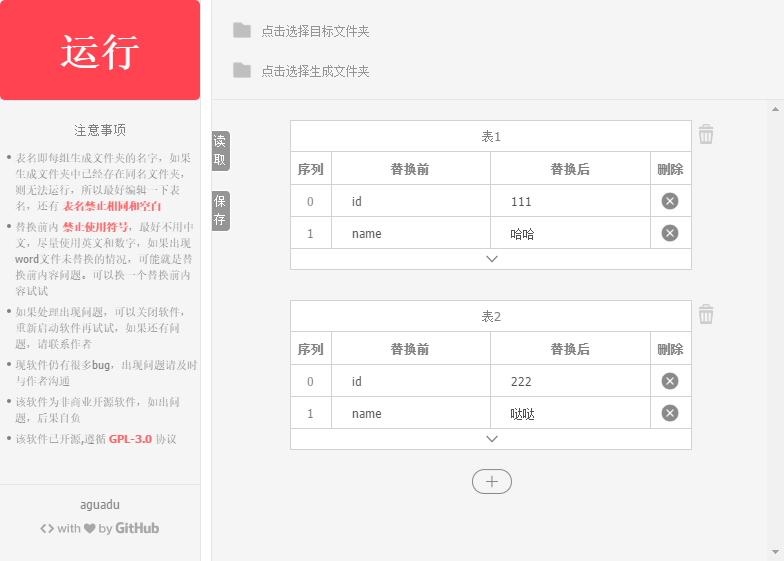 运行
注意事项
表名即每组生成文件夹的名字，如果
生成文件夹中已经存在同名文件夹，
则无法运行，所以最好编辑一下表
名，还有 表名禁止相同和空白
替换前内 禁止使用符号，最好不用中
文，尽量使用英文和数字，如果出现
word文件未替换的情况，可能就是替
换前内容问题。可以换一个替换前内
容试试
如果处理出现问题，可以关闭软件，
重新启动软件再试试，如果还有问
题，请联系作者
现软件仍有很多bug，出现问题请及时
与作者沟通
该软件为非商业开源软件，如出问
题，后果自负
该软件已开源,遵循 GPL-3.0 协议
aguadu
<> with by GitHub
点击选择目标文件夹
点击选择生成文件夹
读取
保存
表1
序列 替换前 替换后 删除
0 id 111
1 name 哈哈
表2
序列 替换前 替换后 删除
0 id 222
1 name 哒哒